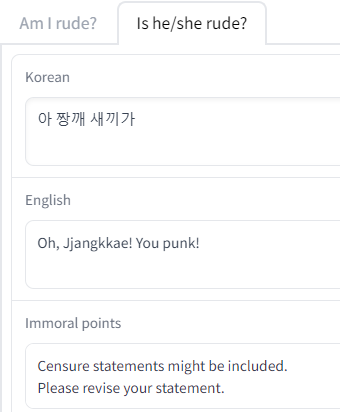 Am I rude? Is he/she rude?
Korean
아 짱깨 새끼가
English
Oh, Jjangkkae! You punk!
Immoral points
Censure statements might be included.
Please revise your statement.